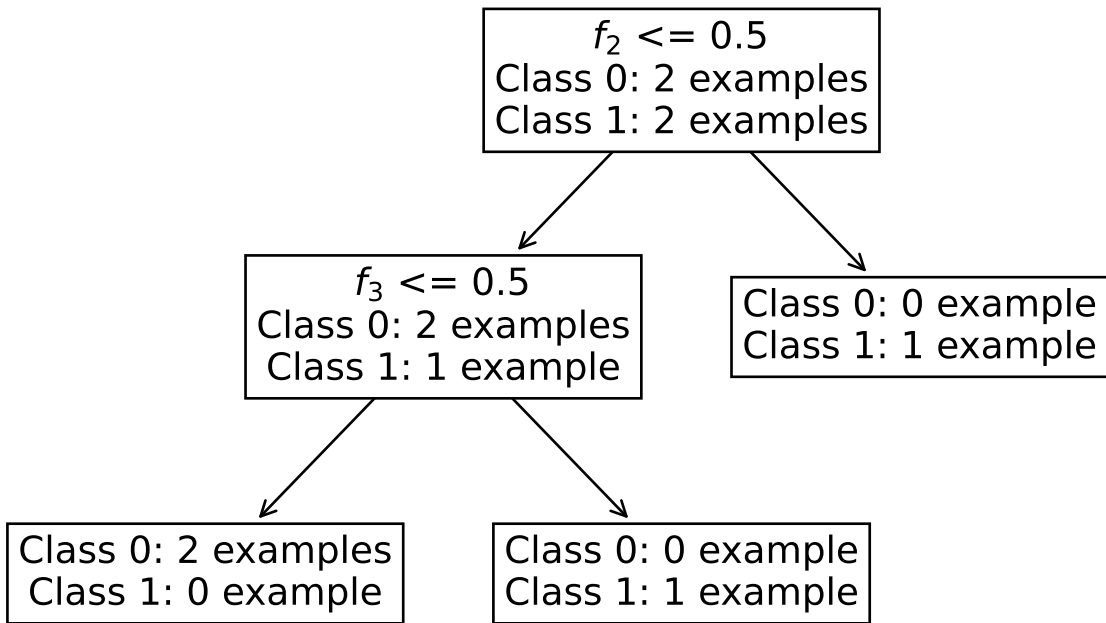 f₂ <= 0.5
Class 0: 2 examples
Class 1: 2 examples
f₃ <= 0.5
Class 0: 2 examples
Class 1: 1 example
Class 0: 0 example
Class 1: 1 example
Class 0: 2 examples
Class 1: 0 example
Class 0: 0 example
Class 1: 1 example